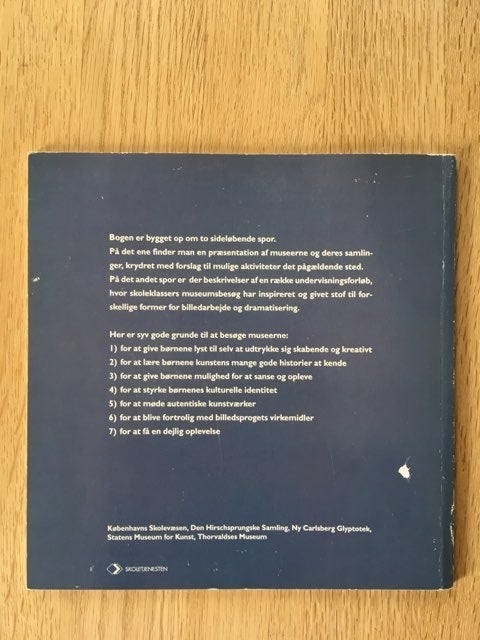 Bogen er bygget op om to sideløbende spor.
På det ene finder man en præsentation af museerne og deres samlin-
ger, krydret med forslag til mulige aktiviteter det pågældende sted.
På det andet spor er der beskrivelser af en række undervisningsforløb,
hvor skoleklassers museumsbesøg har inspireret og givet stof til for-
skellige former for billedarbejde og dramatisering.
Her er syv gode grunde til at besøge museerne:
1) for at give børnene lyst til selv at udtrykke sig skabende og kreativt
2) for at lære børnene kunstens mange gode historier at kende
3) for at give børnene mulighed for at sanse og opleve
4) for at styrke børnenes kulturelle identitet
5) for at møde autentiske kunstværker
6) for at blive fortrolig med billedsprogets virkemidler
7) for at få en dejlig oplevelse
Københavns Skolevæsen, Den Hirschsprungske Samling, Ny Carlsberg Glyptotek,
Statens Museum for Kunst, Thorvaldses Museum
SKOLETJENESTEN